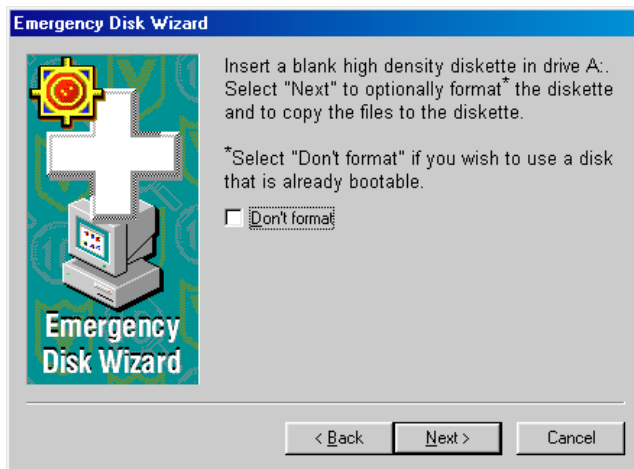 Emergency Disk Wizard
Insert a blank high density diskette in drive A:.
Select "Next" to optionally format* the diskette
and to copy the files to the diskette.
*Select "Don't format" if you wish to use a disk
that is already bootable.
Don't format
Emergency
Disk Wizard
< Back
Next >
Cancel